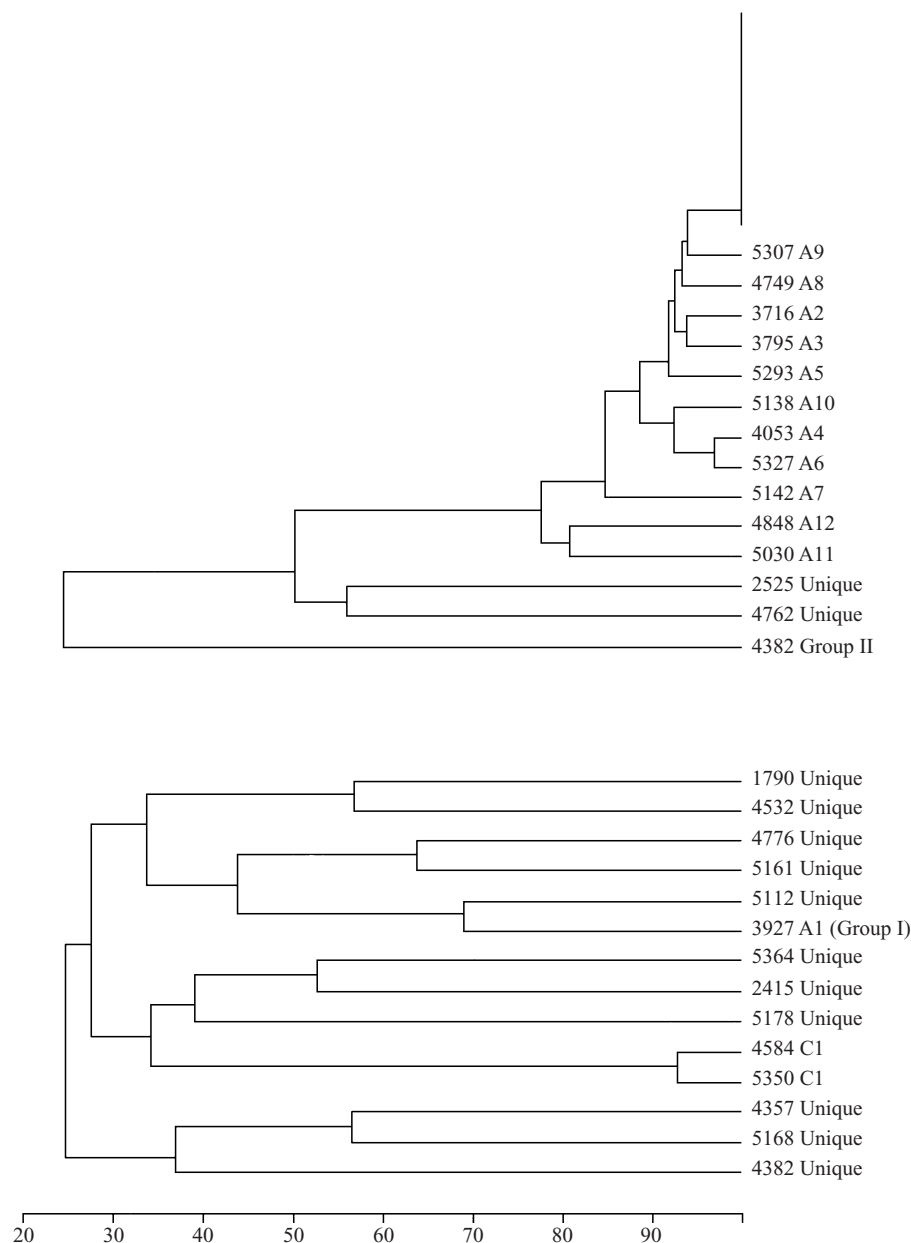 5307 A9
4749 A8
3716 A2
3795 A3
5293 A5
5138 A10
4053 A4
5327 A6
5142 A7
4848 A12
5030 A11
2525 Unique
4762 Unique
4382 Group II
1790 Unique
4532 Unique
4776 Unique
5161 Unique
5112 Unique
3927 A1 (Group I)
5364 Unique
2415 Unique
5178 Unique
4584 C1
5350 C1
4357 Unique
5168 Unique
4382 Unique
20 30 40 50 60 70 80 90